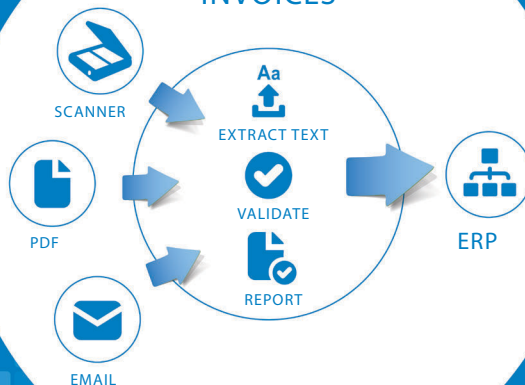 INVOICES
SCANNER
Aa
EXTRACT TEXT
PDF
VALIDATE
ERP
REPORT
EMAIL